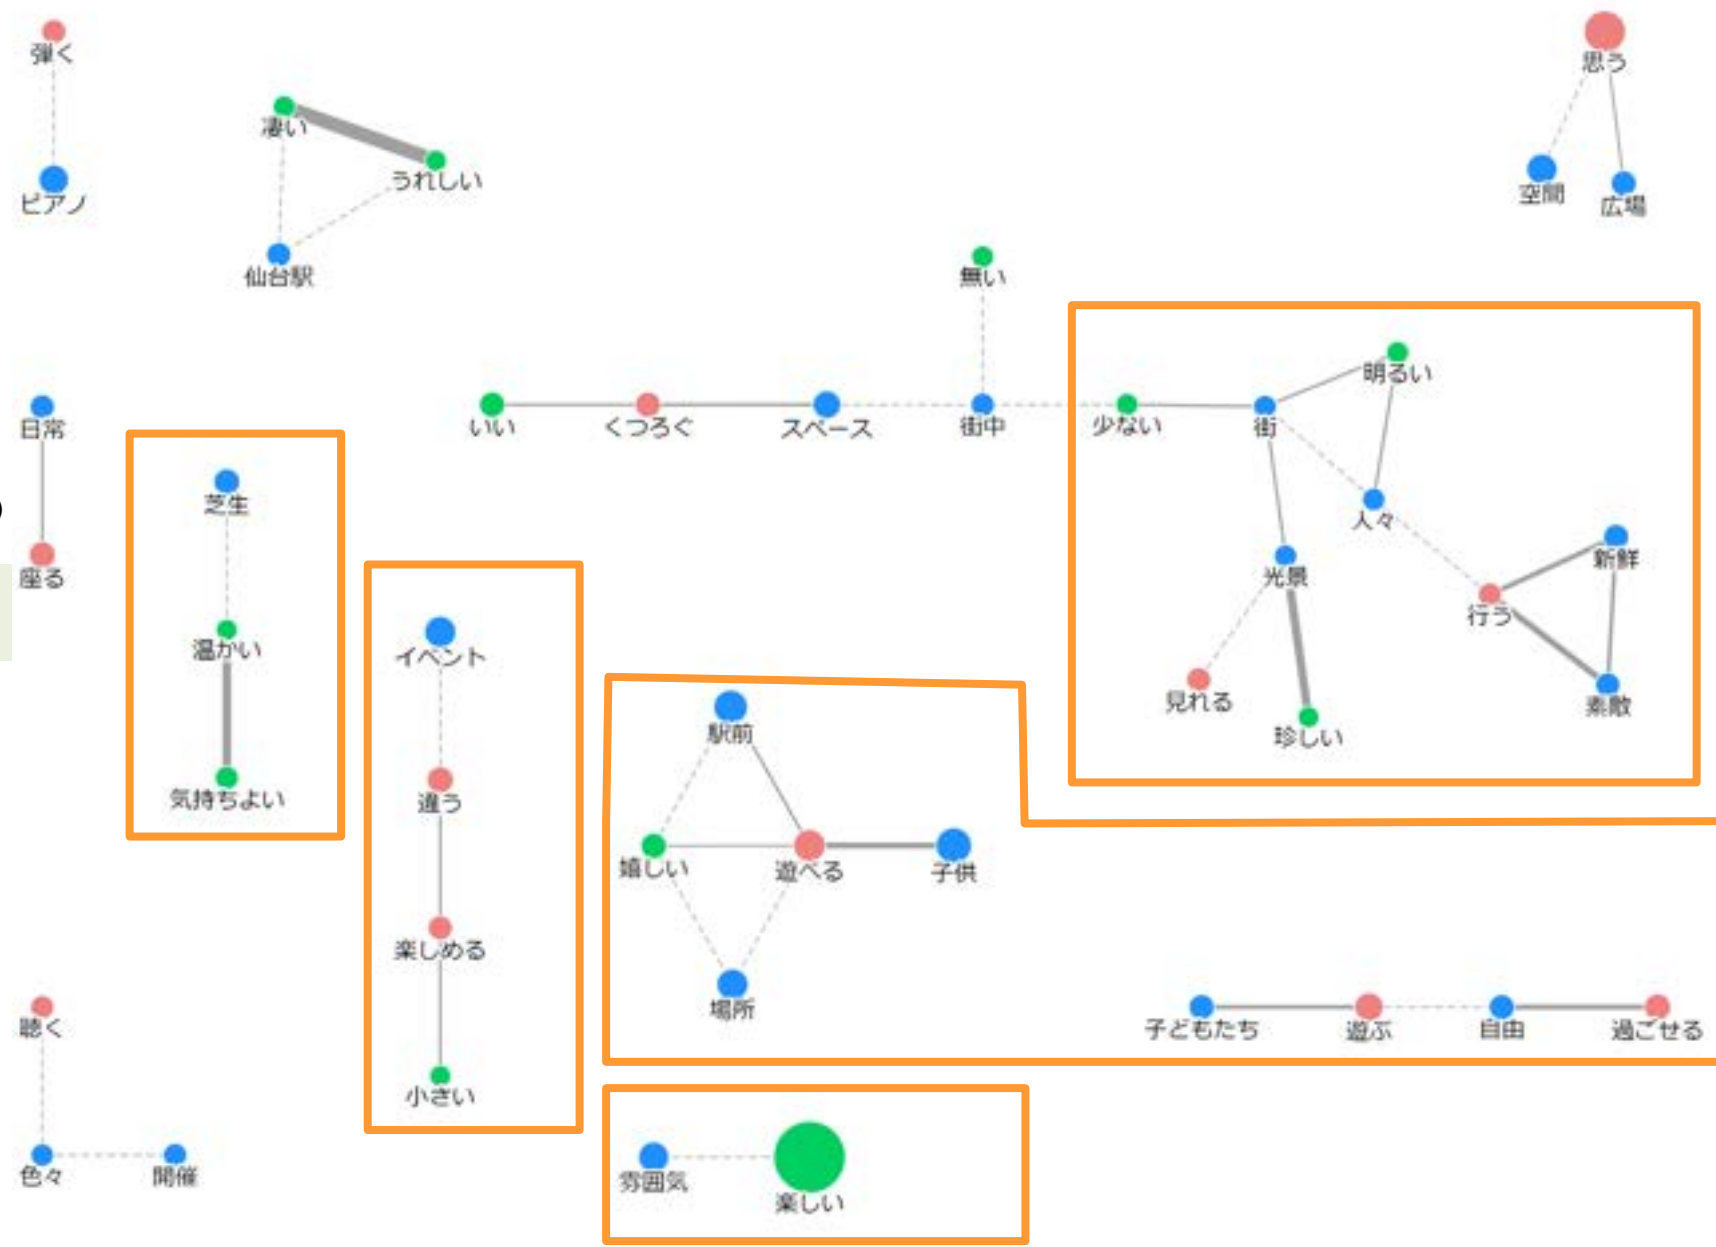 弾く
思う
凄い
うれしい
ピアノ
空間
広場
仙台駅
無い
明るい
日常
いい
くつろぐ
スペース
街中
少ない
街
芝生
人々
新鮮
座る
光景
行う
温かい
イベント
見れる
素敵
駅前
珍しい
気持ちよい
違う
嬉しい
遊べる
子供
楽しめる
場所
聴く
子どもたち
遊ぶ
自由
過ごせる
小さい
色々
開催
雰囲気
楽しい